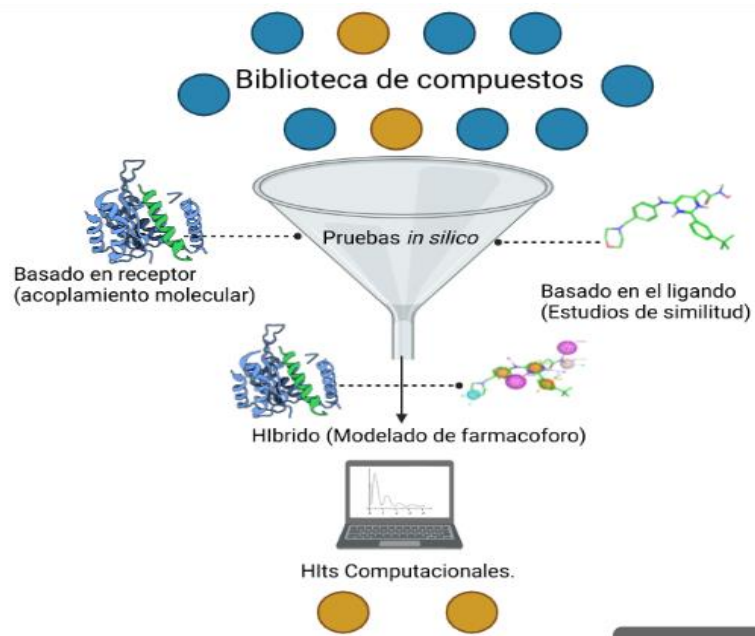 Biblioteca de compuestos
Pruebas in silico
Basado en receptor
(acoplamiento molecular)
Basado en el ligando
(Estudios de similitud)
HIbrido (Modelado de farmacoforo)
HIts Computacionales.